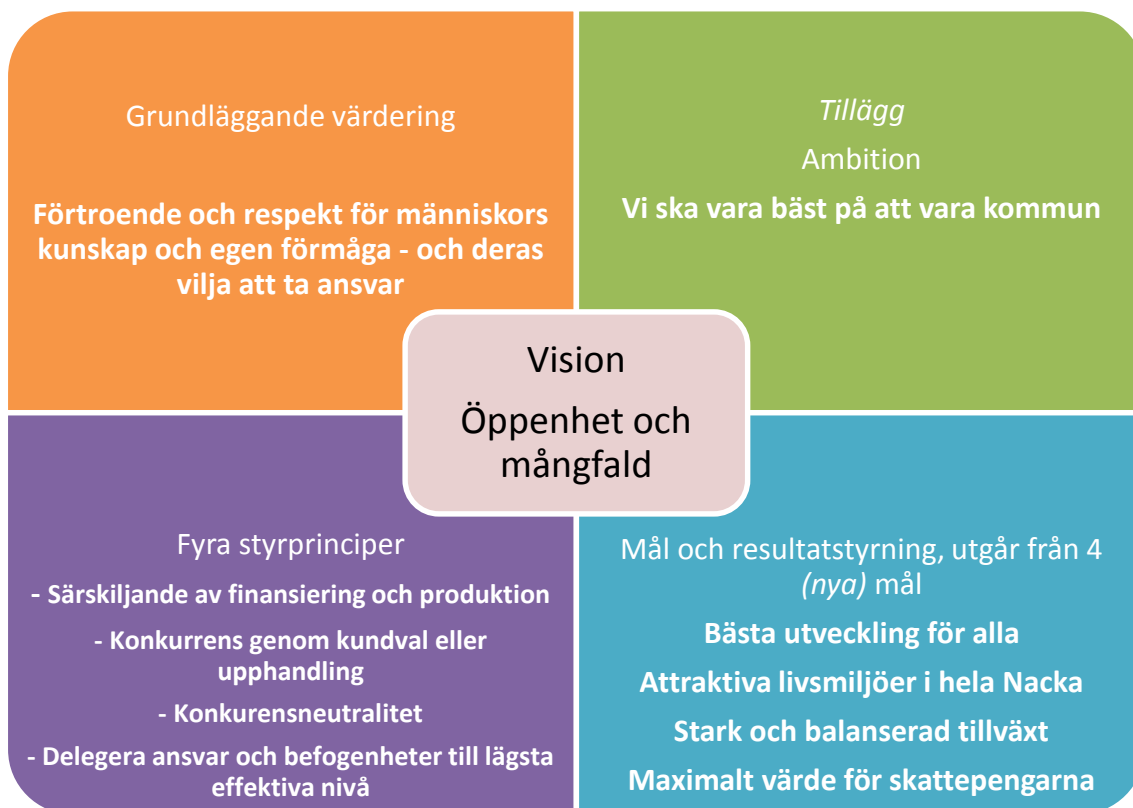 Grundläggande värdering
Förtroende och respekt för människors
kunskap och egen förmåga - och deras
vilja att ta ansvar
Tillägg
Ambition
Vi ska vara bäst på att vara kommun
Vision
Öppenhet och
mångfald
Fyra styrprinciper
- Särskiljande av finansiering och produktion
- Konkurrens genom kundval eller
upphandling
- Konkurensneutralitet
- Delegera ansvar och befogenheter till lägsta
effektiva nivå
Mål och resultatstyrning, utgår från 4
(nya) mål
Bästa utveckling för alla
Attraktiva livsmiljöer i hela Nacka
Stark och balanserad tillväxt
Maximalt värde för skattepengarna